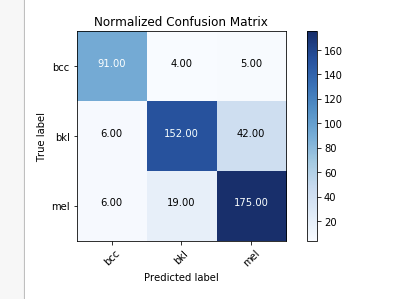 Normalized Confusion Matrix
bcc 91.00 4.00 5.00
bkl 6.00 152.00 42.00
mel 6.00 19.00 175.00
bcc bkl mel
True label
Predicted label
160
140
120
100
80
60
40
20